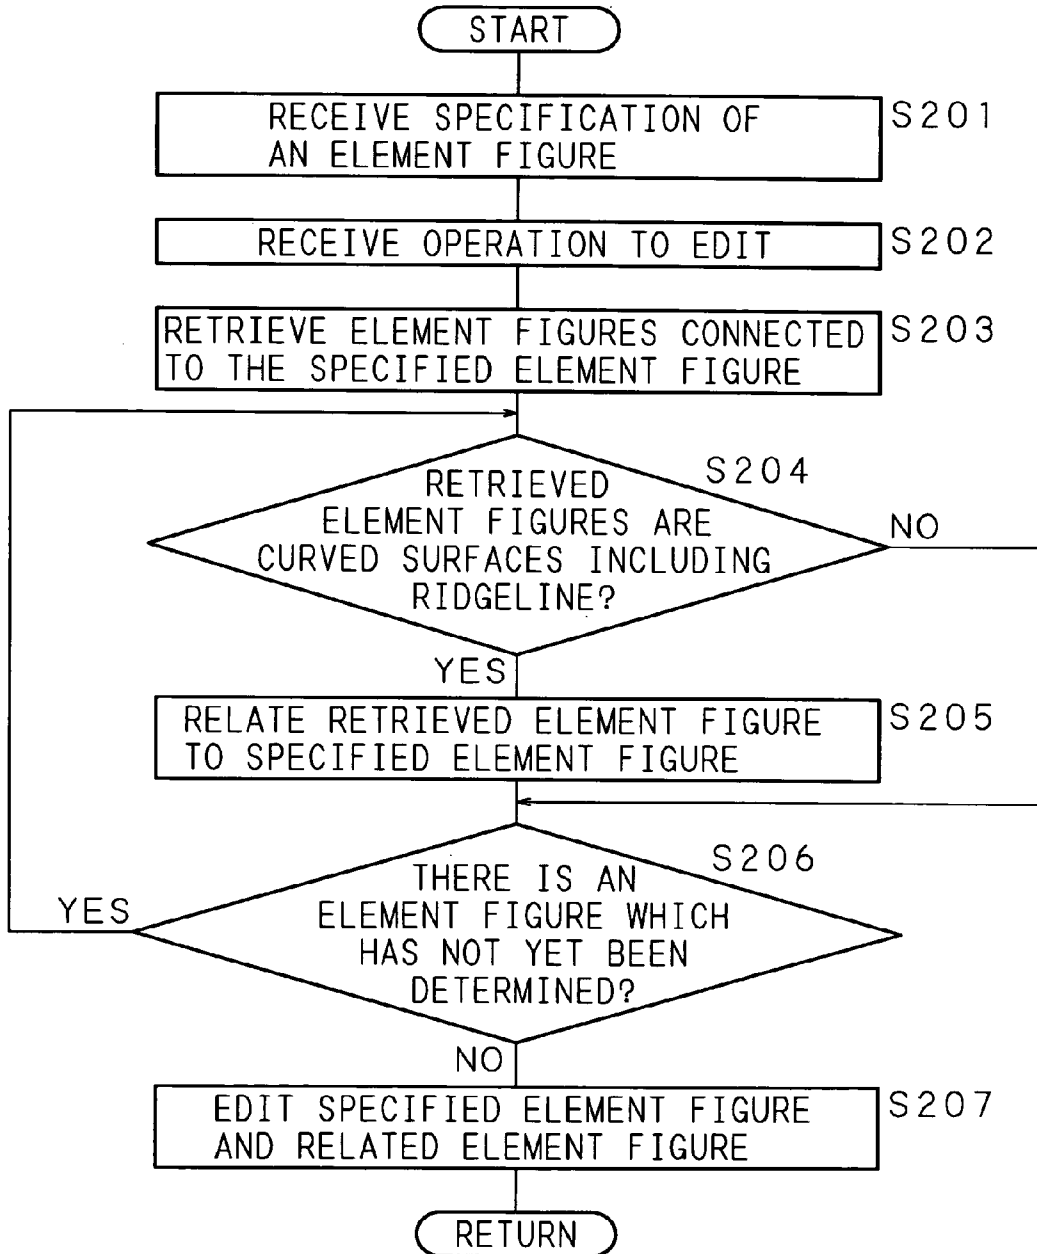 START
RECEIVE SPECIFICATION OF
AN ELEMENT FIGURE
S201
RECEIVE OPERATION TO EDIT
S202
RETRIEVE ELEMENT FIGURES CONNECTED
TO THE SPECIFIED ELEMENT FIGURE
S203
S204
RETRIEVED
ELEMENT FIGURES ARE
CURVED SURFACES INCLUDING
RIDGELINE?
NO
YES
RELATE RETRIEVED ELEMENT FIGURE
TO SPECIFIED ELEMENT FIGURE
S205
S206
THERE IS AN
ELEMENT FIGURE WHICH
HAS NOT YET BEEN
DETERMINED?
YES
NO
EDIT SPECIFIED ELEMENT FIGURE
AND RELATED ELEMENT FIGURE
S207
RETURN